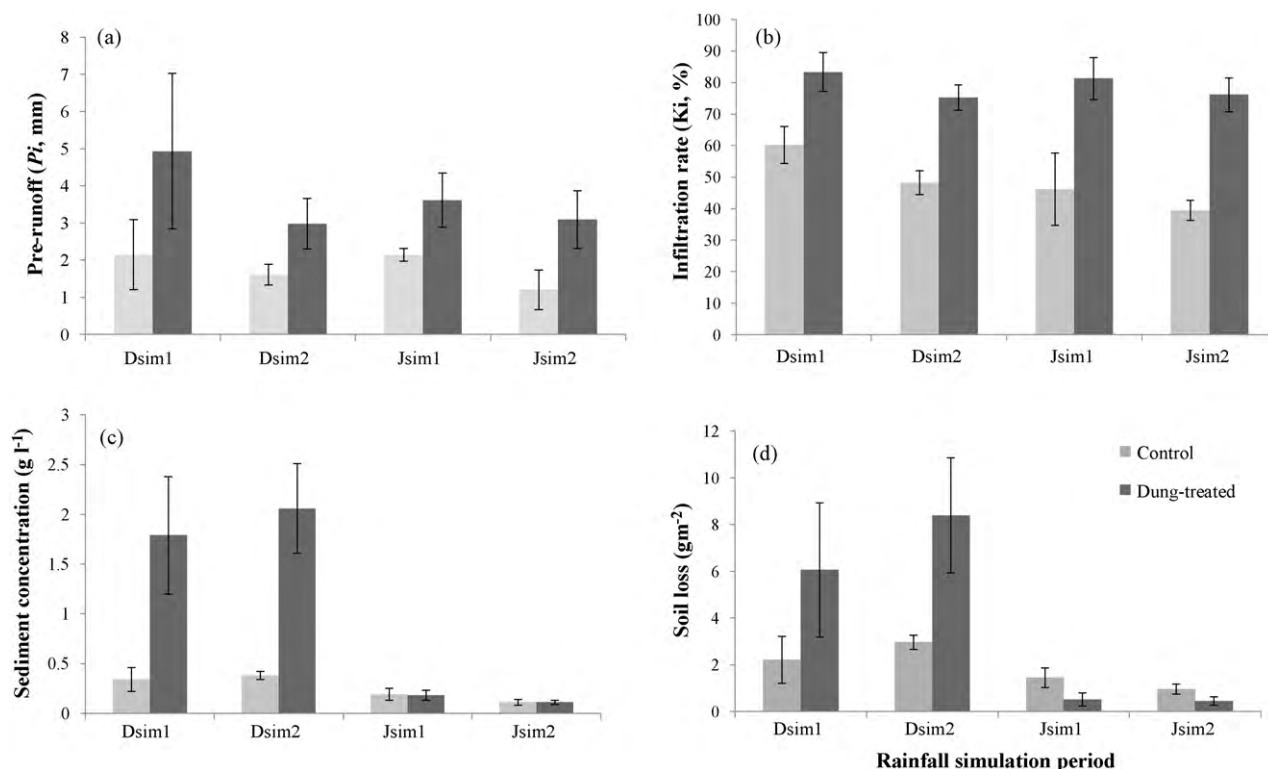 (a)
Pre-runoff (Pi, mm)
8
7
6
5
4
3
2
1
0
Dsim1 Dsim2 Jsim1 Jsim2
(b)
Infiltration rate (Ki, %)
100
90
80
70
60
50
40
30
20
10
0
Dsim1 Dsim2 Jsim1 Jsim2
(c)
Sediment concentration (g l-1)
3
2.5
2
1.5
1
0.5
0
Dsim1 Dsim2 Jsim1 Jsim2
(d)
Soil loss (gm-2)
12
10
8
6
4
2
0
Control
Dung-treated
Dsim1 Dsim2 Jsim1 Jsim2
Rainfall simulation period